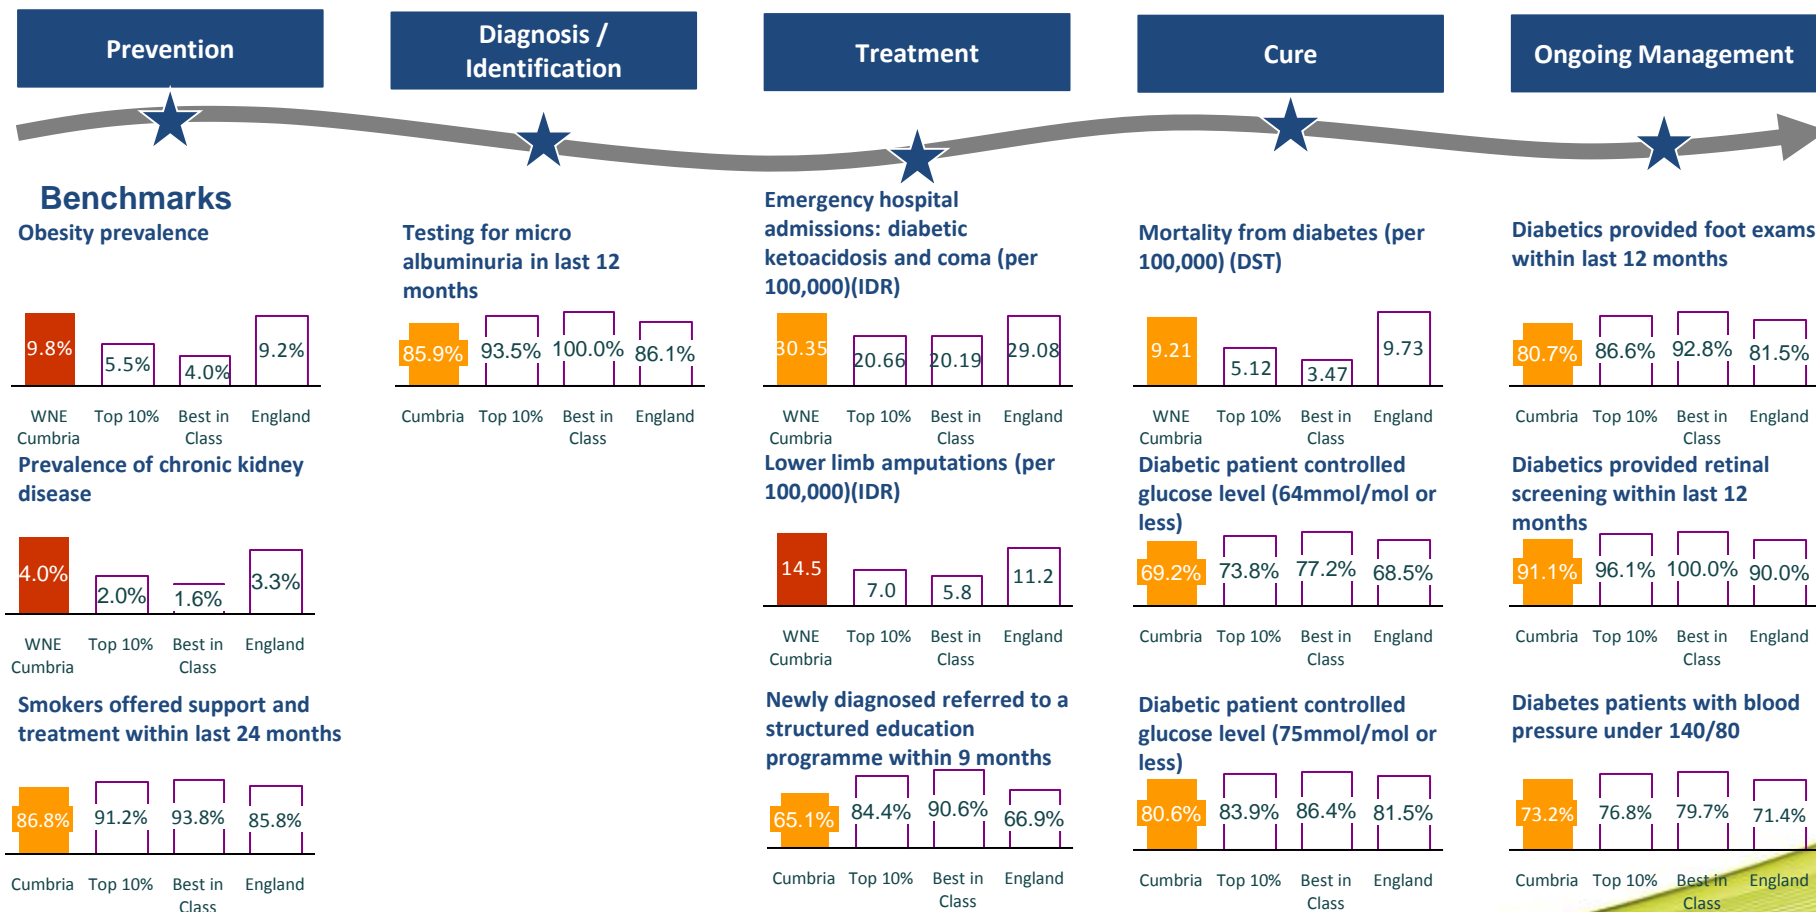 Prevention
Diagnosis /
Identification
Treatment
Cure
Ongoing Management
Benchmarks
Obesity prevalence
9.8%
5.5%
4.0%
9.2%
WNE
Cumbria
Top 10%
Best in
Class
England
Prevalence of chronic kidney
disease
4.0%
2.0%
1.6%
3.3%
WNE
Cumbria
Top 10%
Best in
Class
England
Smokers offered support and
treatment within last 24 months
86.8%
91.2%
93.8%
85.8%
Cumbria
Top 10%
Best in
Class
England
Testing for micro
albuminuria in last 12
months
85.9%
93.5%
100.0%
86.1%
Cumbria
Top 10%
Best in
Class
England
Emergency hospital
admissions: diabetic
ketoacidosis and coma (per
100,000)(IDR)
30.35
20.66
20.19
29.08
WNE
Cumbria
Top 10%
Best in
Class
England
Lower limb amputations (per
100,000)(IDR)
14.5
7.0
5.8
11.2
WNE
Cumbria
Top 10%
Best in
Class
England
Newly diagnosed referred to a
structured education
programme within 9 months
65.1%
84.4%
90.6%
66.9%
Cumbria
Top 10%
Best in
Class
England
Mortality from diabetes (per
100,000) (DST)
9.21
5.12
3.47
9.73
WNE
Cumbria
Top 10%
Best in
Class
England
Diabetic patient controlled
glucose level (64mmol/mol or
less)
69.2%
73.8%
77.2%
68.5%
Cumbria
Top 10%
Best in
Class
England
Diabetic patient controlled
glucose level (75mmol/mol or
less)
80.6%
83.9%
86.4%
81.5%
Cumbria
Top 10%
Best in
Class
England
Diabetics provided foot exams
within last 12 months
80.7%
86.6%
92.8%
81.5%
Cumbria
Top 10%
Best in
Class
England
Diabetics provided retinal
screening within last 12
months
91.1%
96.1%
100.0%
90.0%
Cumbria
Top 10%
Best in
Class
England
Diabetes patients with blood
pressure under 140/80
73.2%
76.8%
79.7%
71.4%
Cumbria
Top 10%
Best in
Class
England